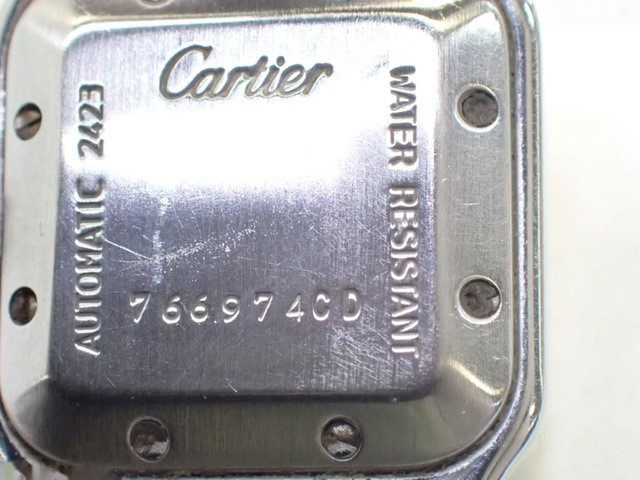 Cartier
WATER RESISTANT
AUTOMATIC 2423
766974CD